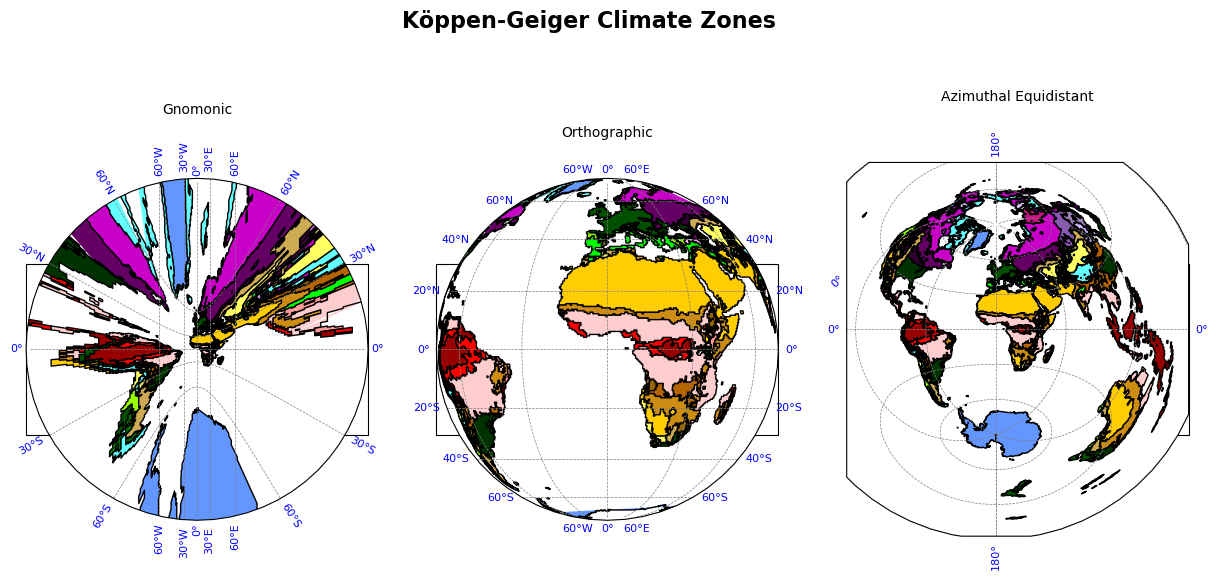 Köppen-Geiger Climate Zones
Gnomonic
60°W
30°W
0°
30°E
60°E
60°N
60°N
30°N
30°N
0°
0°
30°S
30°S
60°S
60°S
60°W
30°W
0°
30°E
60°E
Orthographic
60°W 0° 60°E
60°N
60°N
40°N
40°N
20°N
20°N
0°
0°
20°S
20°S
40°S
40°S
60°S
60°S
60°W 0° 60°E
Azimuthal Equidistant
180°
0°
0°
0°
180°